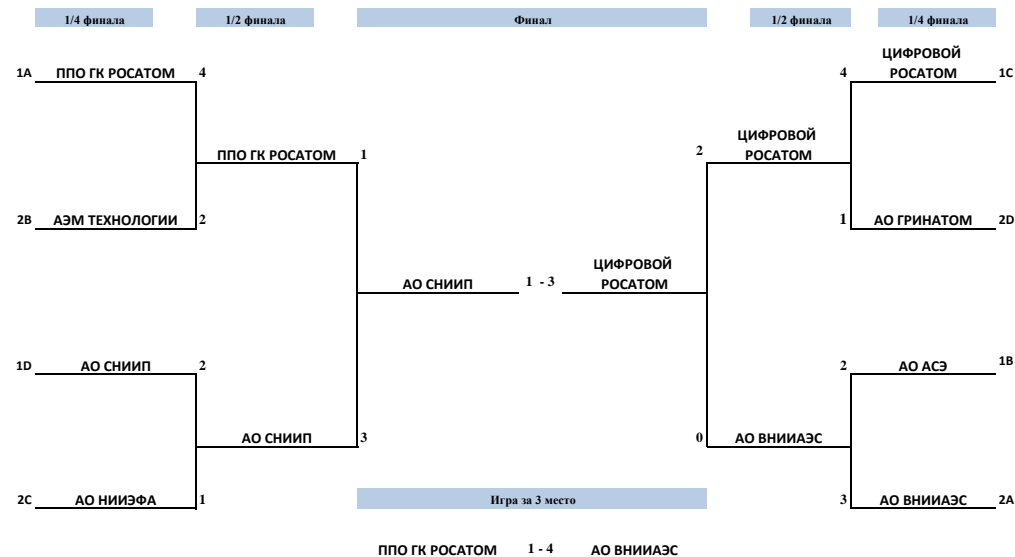 1/4 финала 1/2 финала Финал 1/2 финала 1/4 финала
ЦИФРОВОЙ
1A ППО ГК РОСАТОМ 4 4 РОСАТОМ 1C
ЦИФРОВОЙ
ППО ГК РОСАТОМ 1 2 РОСАТОМ
2B АЭМ ТЕХНОЛОГИИ 2 1 АО ГРИНАТОМ 2D
ЦИФРОВОЙ
АО СНИИП 1 - 3 РОСАТОМ
1D АО СНИИП 2 2 АО АСЭ 1B
АО СНИИП 3 0 АО ВНИИАЭС
2C АО НИИЭФА 1 Игра за 3 место 3 АО ВНИИАЭС 2A
ППО ГК РОСАТОМ 1 - 4 АО ВНИИАЭС